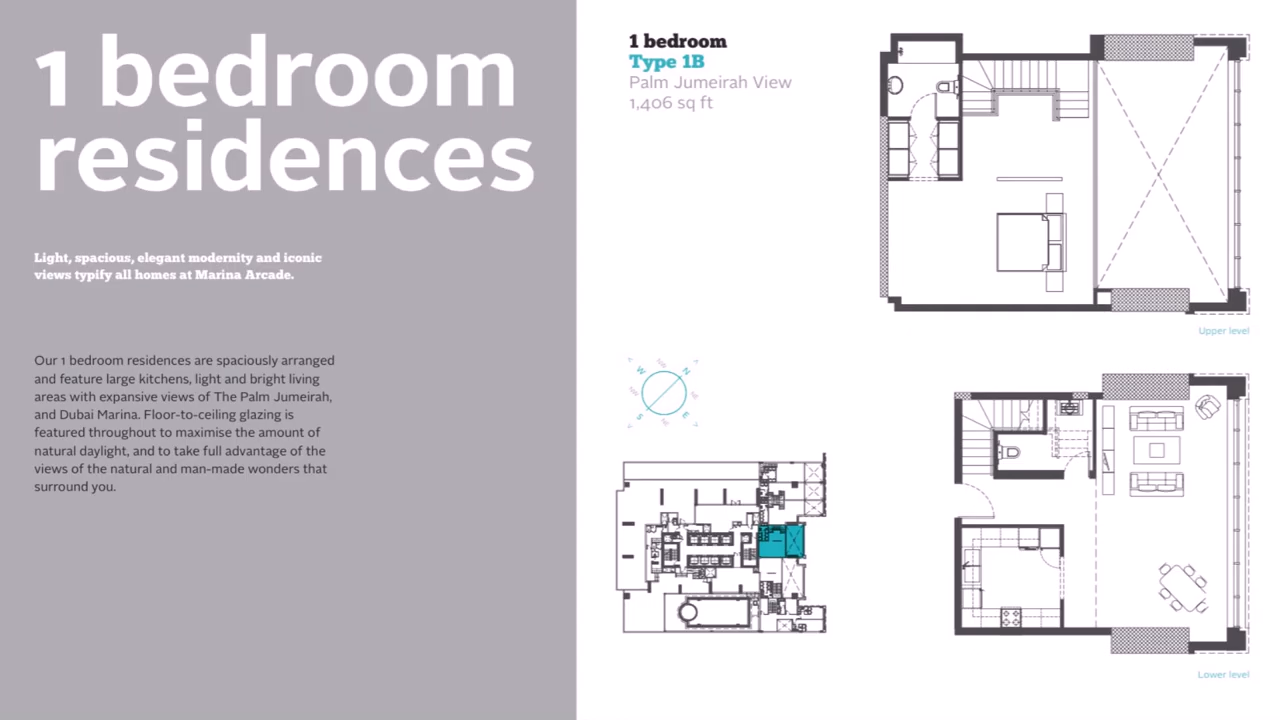 1 bedroom
residences
Light, spacious, elegant modernity and iconic
views typify all homes at Marina Arcade.
Our 1 bedroom residences are spaciously arranged
and feature large kitchens, light and bright living
areas with expansive views of The Palm Jumeirah,
and Dubai Marina. Floor-to-ceiling glazing is
featured throughout to maximise the amount of
natural daylight, and to take full advantage of the
views of the natural and man-made wonders that
surround you.
1 bedroom
Type 1B
Palm Jumeirah View
1,406 sq ft
Upper level
W
N
S
E
Lower level